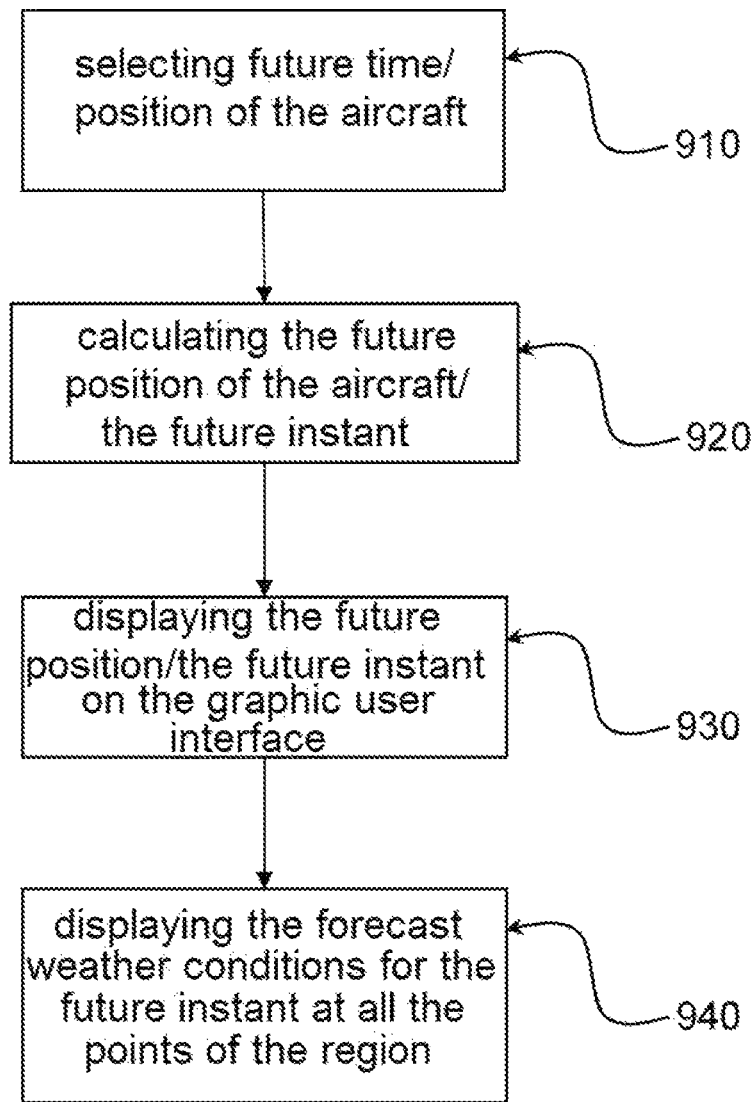 selecting future time/
position of the aircraft
910
calculating the future
position of the aircraft/
the future instant
920
displaying the future
position/the future instant
on the graphic user
interface
930
displaying the forecast
weather conditions for the
future instant at all the
points of the region
940